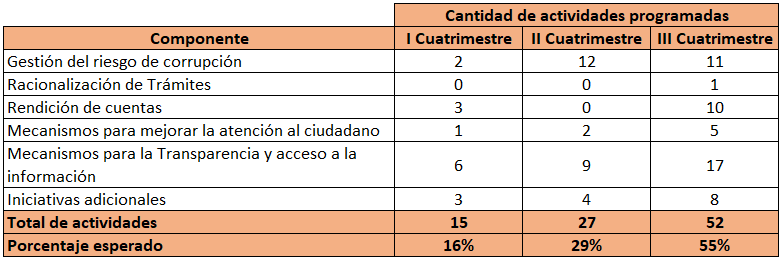 Cantidad de actividades programadas
Componente I Cuatrimestre II Cuatrimestre III Cuatrimestre
Gestión del riesgo de corrupción 2 12 11
Racionalización de Trámites 0 0 1
Rendición de cuentas 3 0 10
Mecanismos para mejorar la atención al ciudadano 1 2 5
Mecanismos para la Transparencia y acceso a la
información 6 9 17
Iniciativas adicionales 3 4 8
Total de actividades 15 27 52
Porcentaje esperado 16% 29% 55%